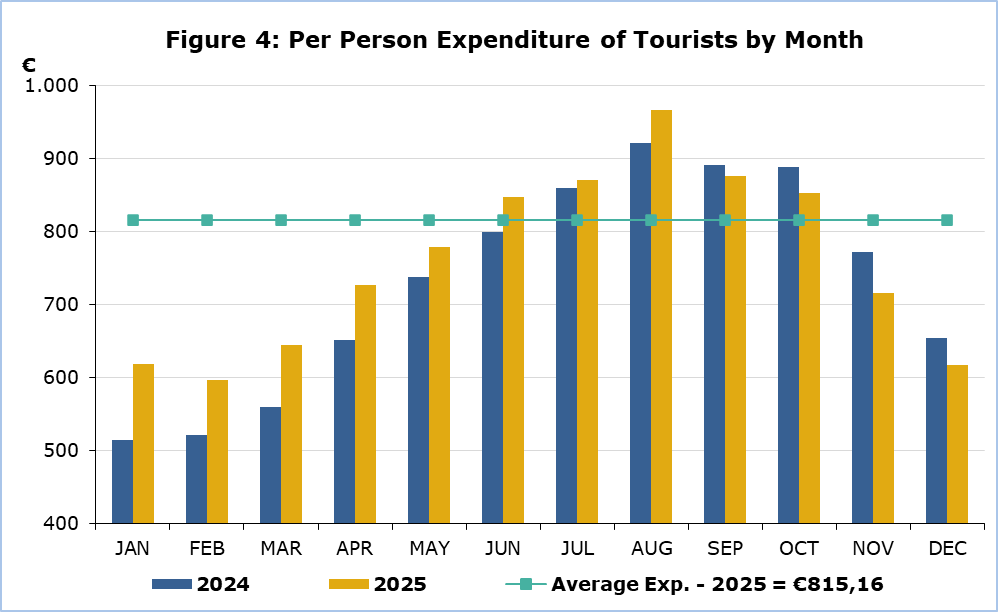 Figure 4: Per Person Expenditure of Tourists by Month
€
1.000
900
800
700
600
500
400
JAN FEB MAR APR MAY JUN JUL AUG SEP OCT NOV DEC
2024 2025 Average Exp. - 2025 = €815,16